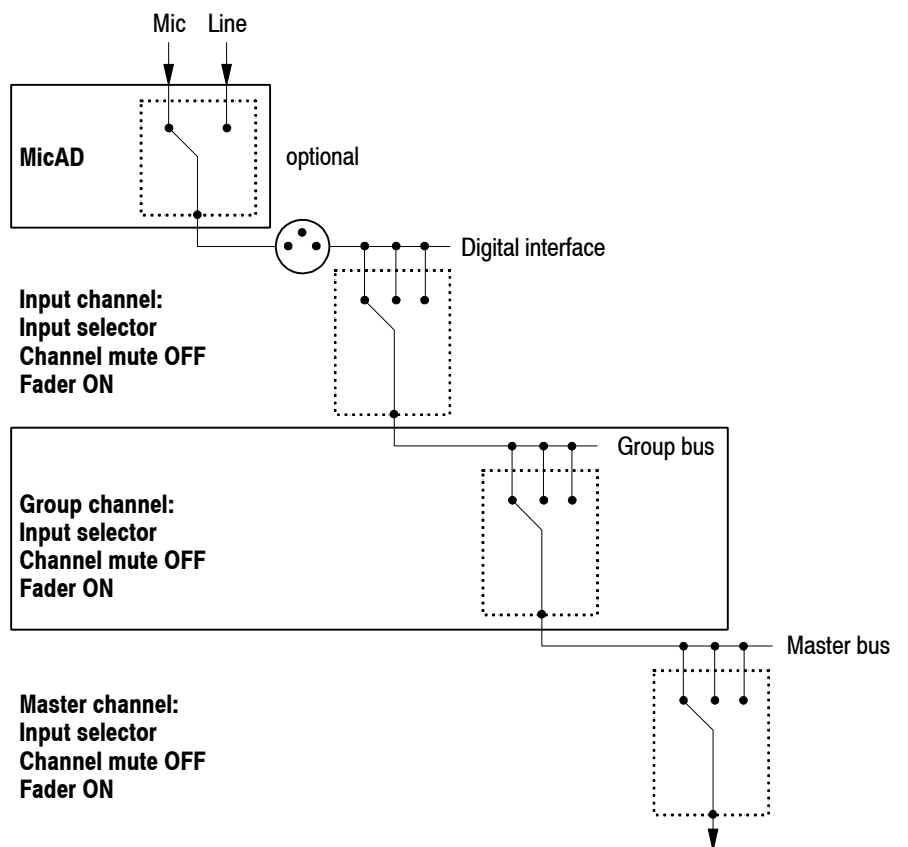 Mic Line
MicAD
optional
Digital interface
Input channel:
Input selector
Channel mute OFF
Fader ON
Group bus
Group channel:
Input selector
Channel mute OFF
Fader ON
Master bus
Master channel:
Input selector
Channel mute OFF
Fader ON